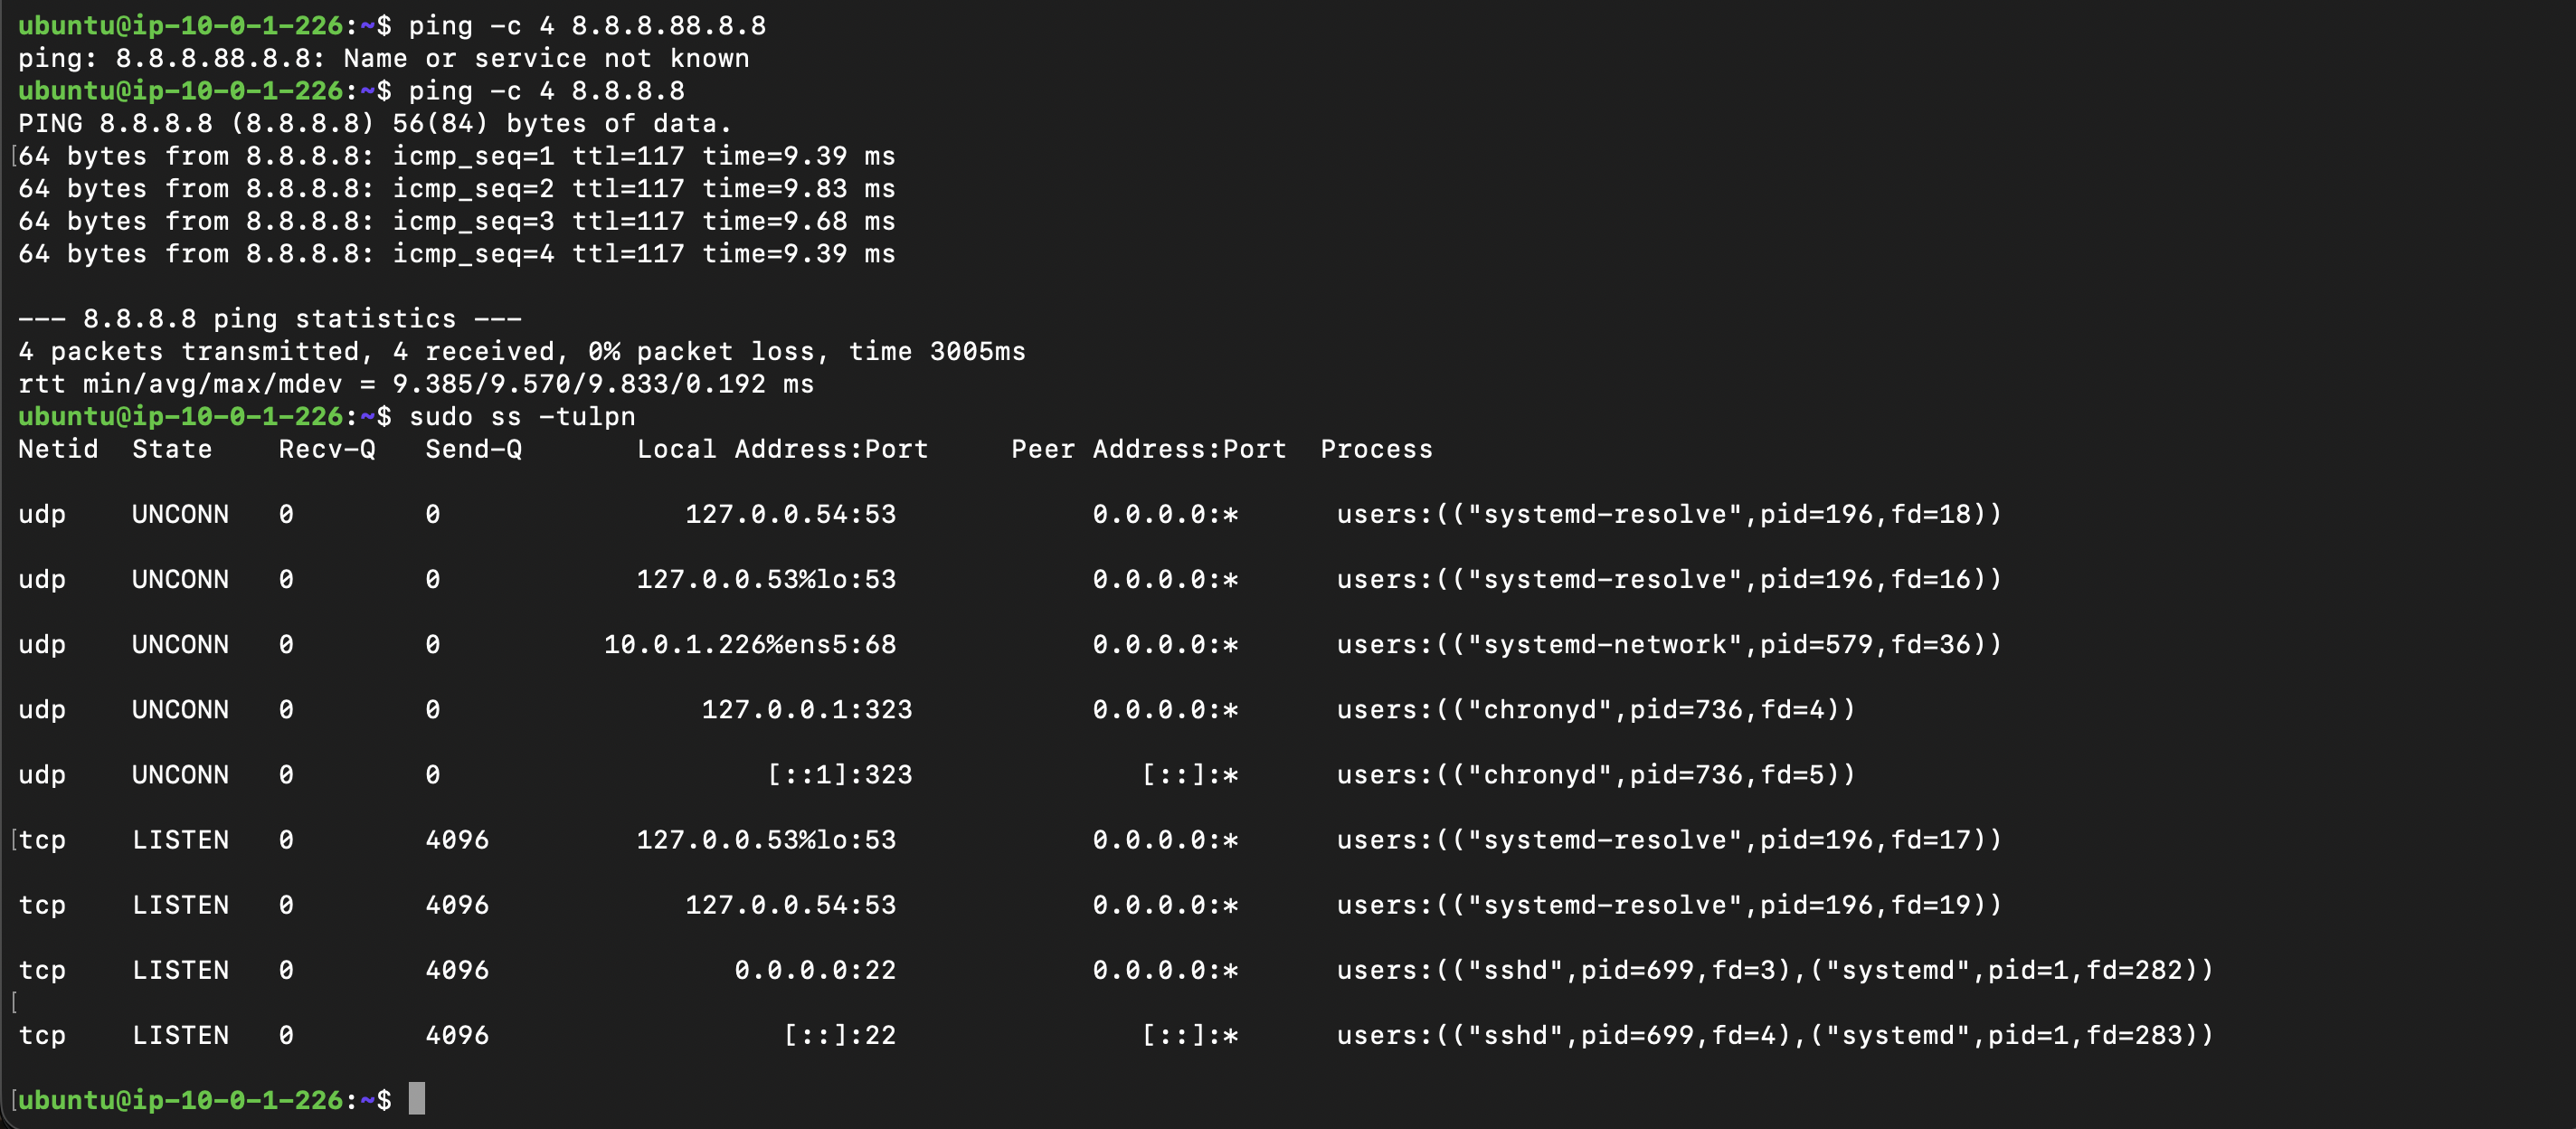 ubuntu@ip-10-0-1-226:~$ ping -c 4 8.8.8.88.8.8
ping: 8.8.8.88.8.8: Name or service not known
ubuntu@ip-10-0-1-226:~$ ping -c 4 8.8.8.8
PING 8.8.8.8 (8.8.8.8) 56(84) bytes of data.
[64 bytes from 8.8.8.8: icmp_seq=1 ttl=117 time=9.39 ms
64 bytes from 8.8.8.8: icmp_seq=2 ttl=117 time=9.83 ms
64 bytes from 8.8.8.8: icmp_seq=3 ttl=117 time=9.68 ms
64 bytes from 8.8.8.8: icmp_seq=4 ttl=117 time=9.39 ms
--- 8.8.8.8 ping statistics ---
4 packets transmitted, 4 received, 0% packet loss, time 3005ms
rtt min/avg/max/mdev = 9.385/9.570/9.833/0.192 ms
ubuntu@ip-10-0-1-226:~$ sudo ss -tulpn
Netid State Recv-Q Send-Q Local Address:Port Peer Address:Port Process
udp UNCONN 0 0 127.0.0.54:53 0.0.0.0:* users:(("systemd-resolve",pid=196,fd=18))
udp UNCONN 0 0 127.0.0.53%lo:53 0.0.0.0:* users:(("systemd-resolve",pid=196,fd=16))
udp UNCONN 0 0 10.0.1.226%ens5:68 0.0.0.0:* users:(("systemd-network",pid=579,fd=36))
udp UNCONN 0 0 127.0.0.1:323 0.0.0.0:* users:(("chronyd",pid=736,fd=4))
udp UNCONN 0 0 [::1]:323 [::]:* users:(("chronyd",pid=736,fd=5))
[tcp LISTEN 0 4096 127.0.0.53%lo:53 0.0.0.0:* users:(("systemd-resolve",pid=196,fd=17))
tcp LISTEN 0 4096 127.0.0.54:53 0.0.0.0:* users:(("systemd-resolve",pid=196,fd=19))
tcp LISTEN 0 4096 0.0.0.0:22 0.0.0.0:* users:(("sshd",pid=699,fd=3),("systemd",pid=1,fd=282))
[
tcp LISTEN 0 4096 [::]:22 [::]:* users:(("sshd",pid=699,fd=4),("systemd",pid=1,fd=283))
[ubuntu@ip-10-0-1-226:~$